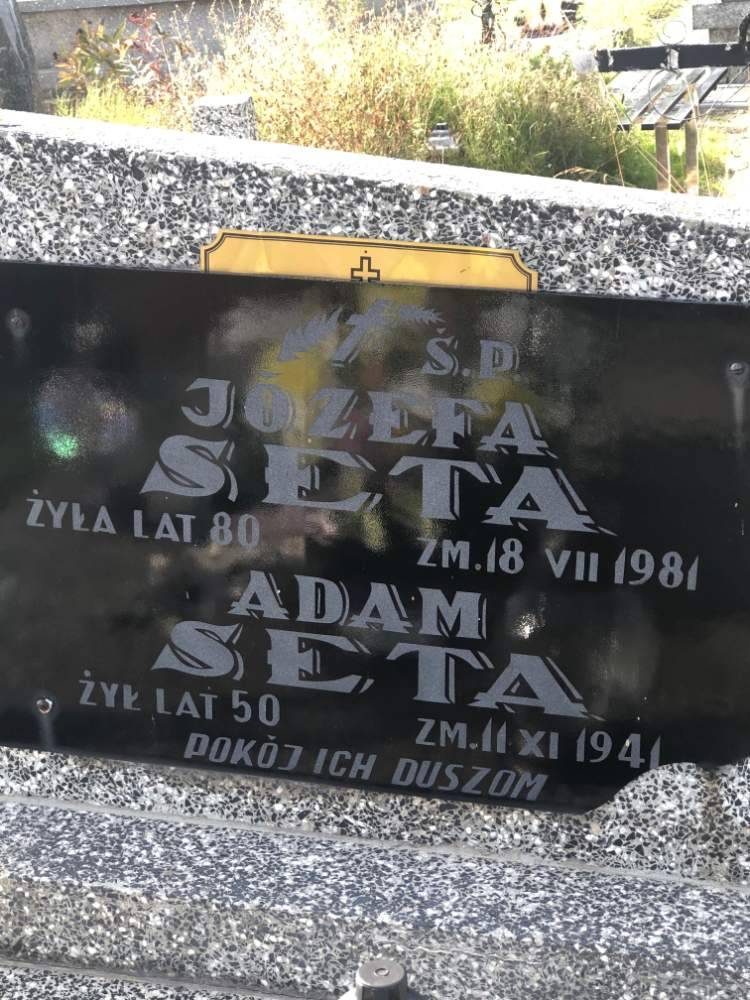 Ś.P.
JÓZEFA
SETA
ŻYŁA LAT 80
ZM. 18 VII 1981
ADAM
SETA
ŻYŁ LAT 50
ZM. 11 XI 1941
POKÓJ ICH DUSZOM